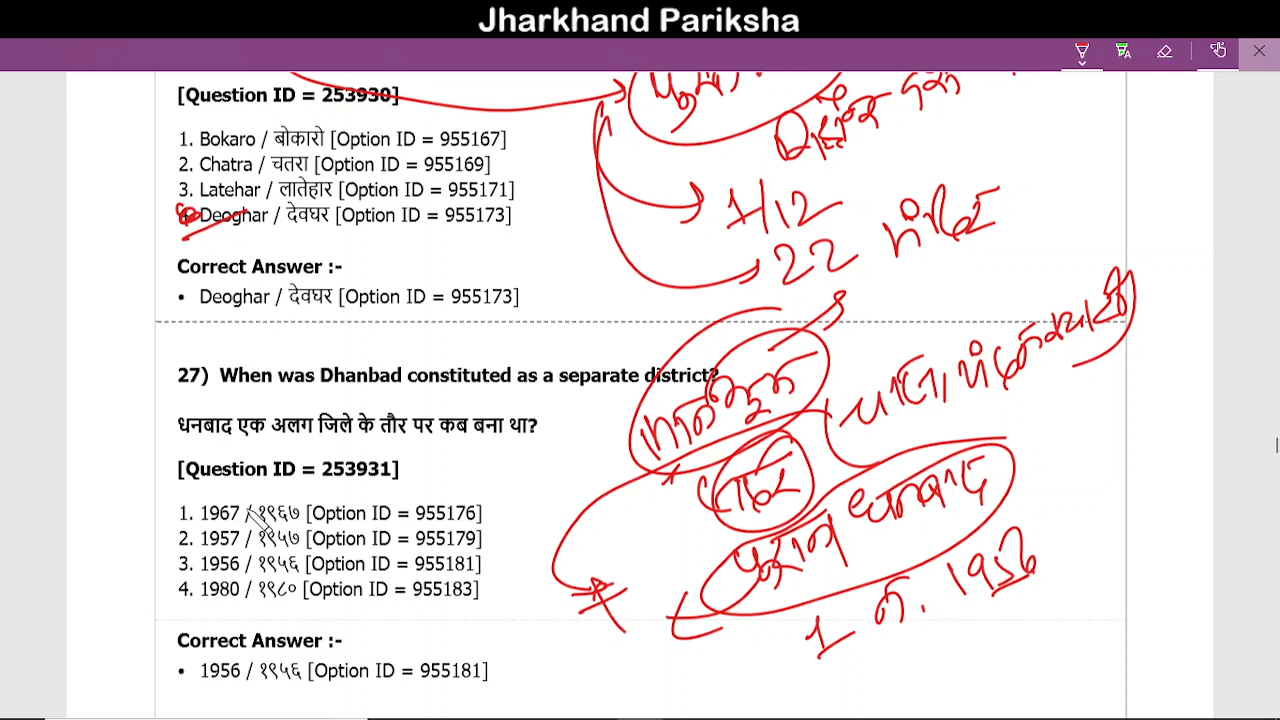 Jharkhand Pariksha
[Question ID = 253930]
1. Bokaro / बोकारो [Option ID = 955167]
2. Chatra / चतरा [Option ID = 955169]
3. Latehar / लातेहार [Option ID = 955171]
4. Deoghar / देवघर [Option ID = 955173]
1/12
22 मंदिर
Correct Answer :-
• Deoghar / देवघर [Option ID = 955173]
27) When was Dhanbad constituted as a separate district?
मानभूम
धनबाद एक अलग जिले के तौर पर कब बना था?
[Question ID = 253931]
धनबाद
1. 1967 / १९६७ [Option ID = 955176]
2. 1957 / १९५७ [Option ID = 955179]
3. 1956 / १९५६ [Option ID = 955181]
4. 1980 / १९८० [Option ID = 955183]
1 न. 1956
Correct Answer :-
• 1956 / १९५६ [Option ID = 955181]